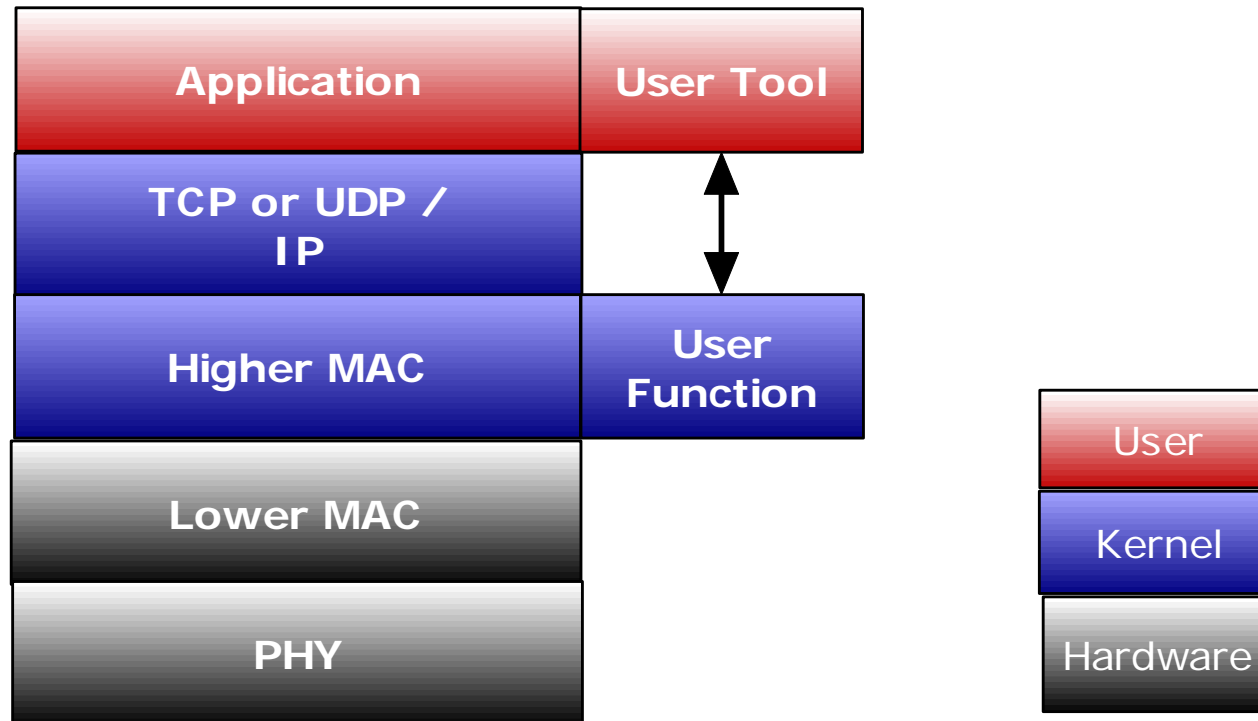 Application
User Tool
TCP or UDP /
IP
Higher MAC
User
Function
Lower MAC
PHY
User
Kernel
Hardware